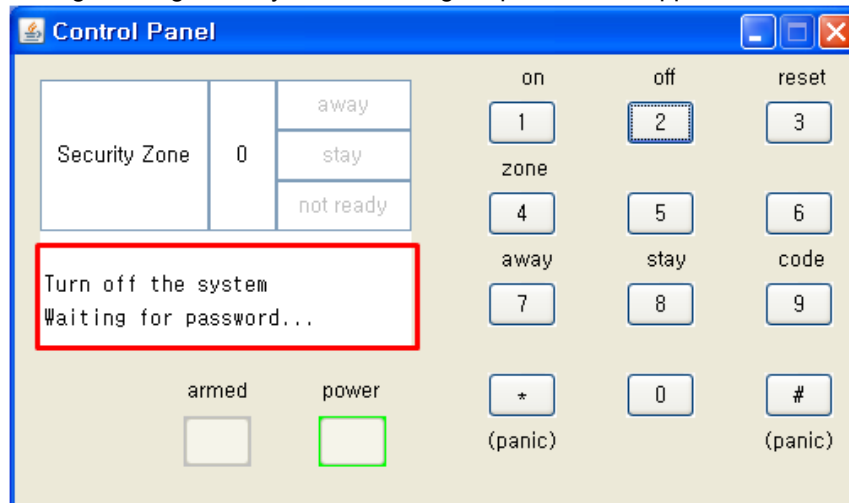 Control Panel
on off reset
away
1 2 3
Security Zone 0 stay
zone
not ready
4 5 6
away stay code
Turn off the system
7 8 9
Waiting for password...
armed power
* 0 #
(panic) (panic)